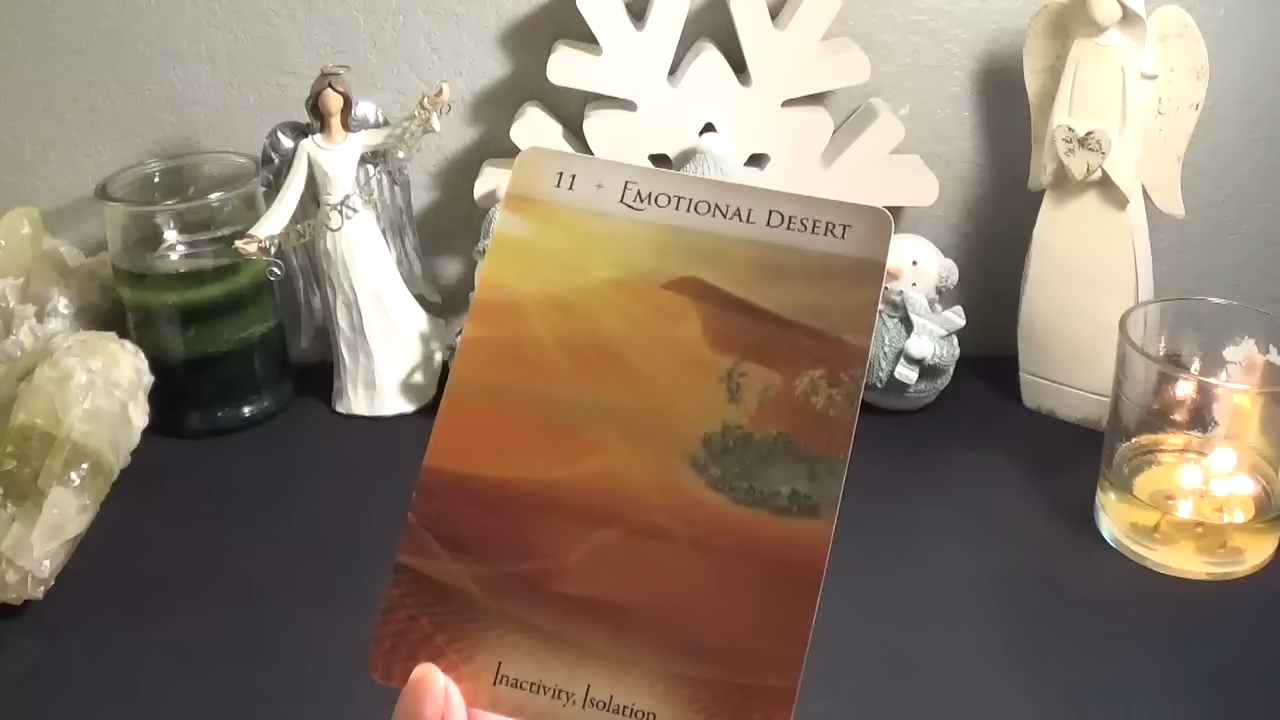 11 + EMOTIONAL DESERT
Inactivity, Isolation